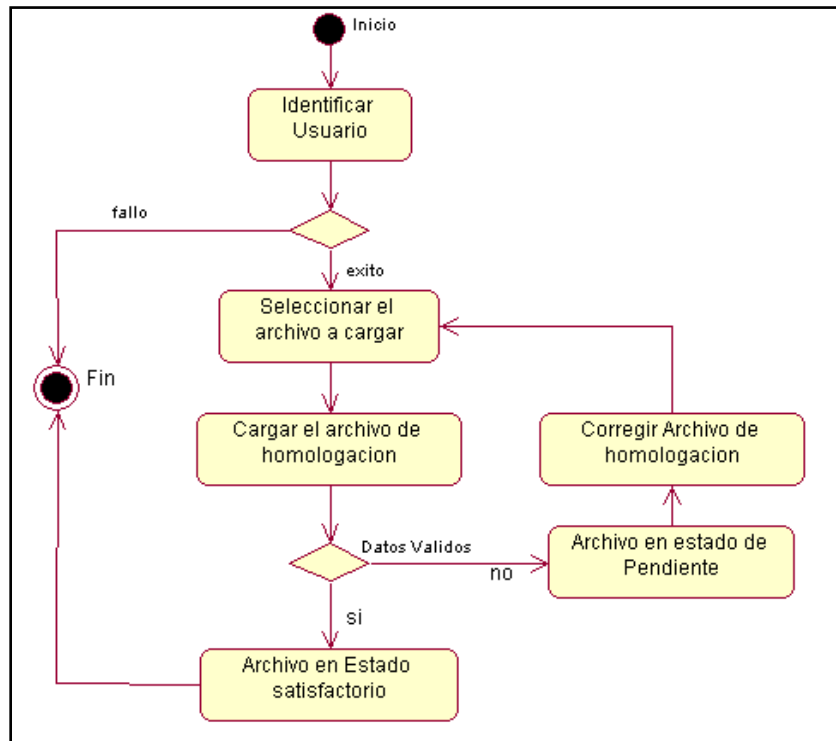 Inicio
Identificar
Usuario
fallo
exito
Seleccionar el
archivo a cargar
Fin
Cargar el archivo de
homologacion
Corregir Archivo de
homologacion
Datos Validos
no
Archivo en estado de
Pendiente
si
Archivo en Estado
satisfactorio